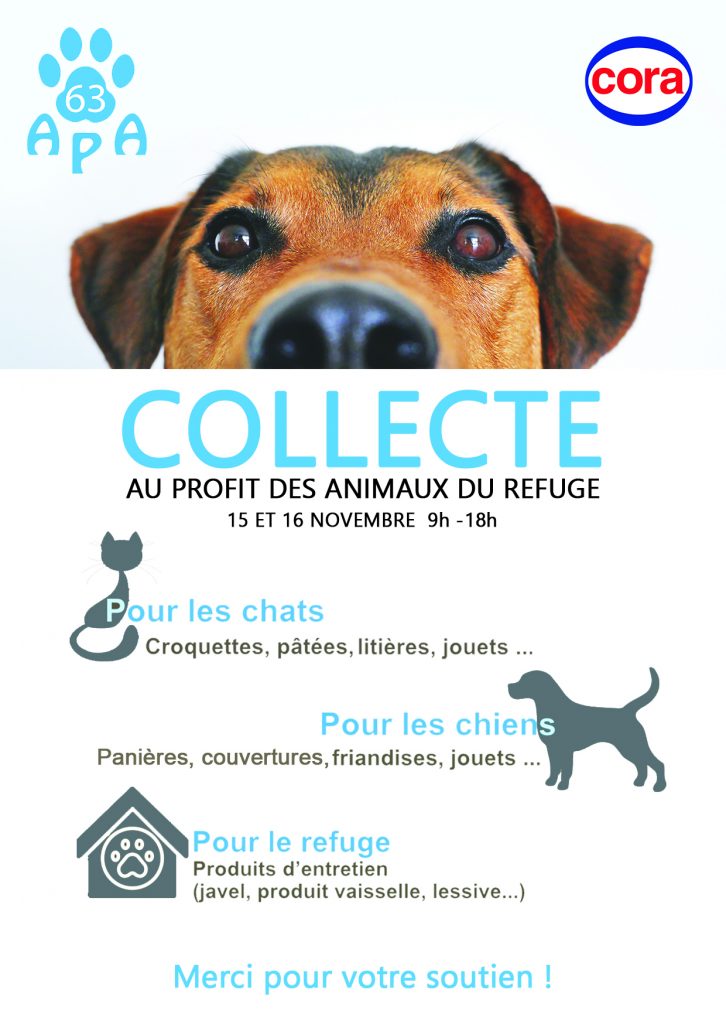 63
APA
cora
COLLECTE
AU PROFIT DES ANIMAUX DU REFUGE
15 ET 16 NOVEMBRE 9h -18h
Pour les chats
Croquettes, pâtées, litières, jouets ...
Pour les chiens
Panières, couvertures, friandises, jouets ...
Pour le refuge
Produits d'entretien
(javel, produit vaisselle, lessive...)
Merci pour votre soutien !